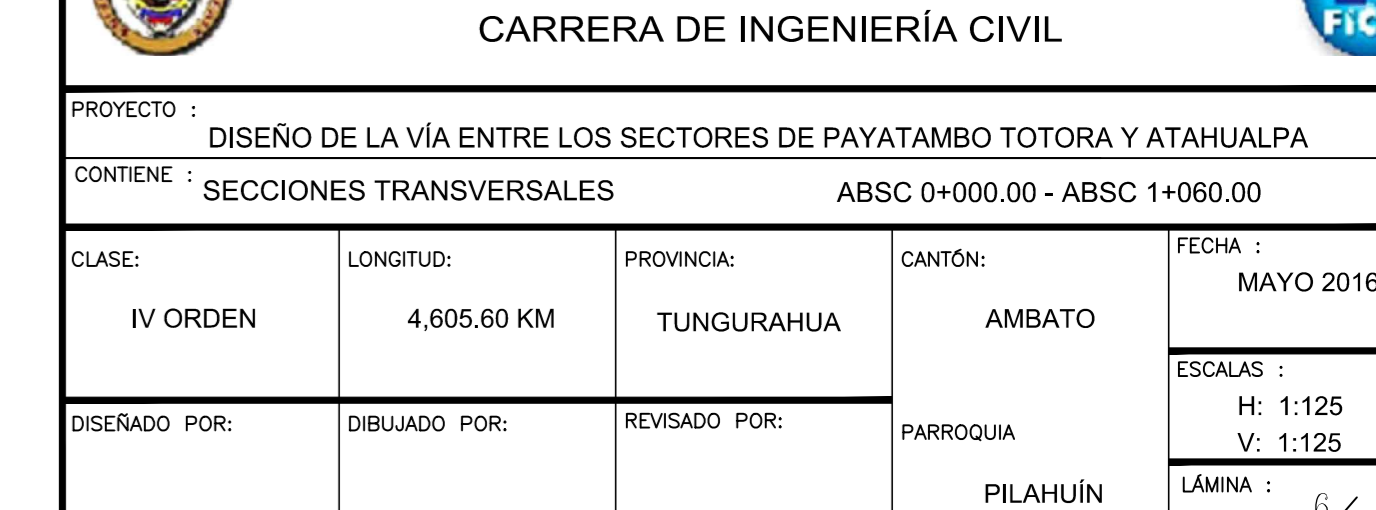 CARRERA DE INGENIERÍA CIVIL
PROYECTO :
DISEÑO DE LA VÍA ENTRE LOS SECTORES DE PAYATAMBO TOTORA Y ATAHUALPA
CONTIENE :
SECCIONES TRANSVERSALES ABSC 0+000.00 - ABSC 1+060.00
CLASE:
IV ORDEN
LONGITUD:
4,605.60 KM
PROVINCIA:
TUNGURAHUA
CANTÓN:
AMBATO
FECHA :
MAYO 2016
ESCALAS :
H: 1:125
V: 1:125
DISEÑADO POR:
DIBUJADO POR:
REVISADO POR:
PARROQUIA
PILAHUÍN
LÁMINA :